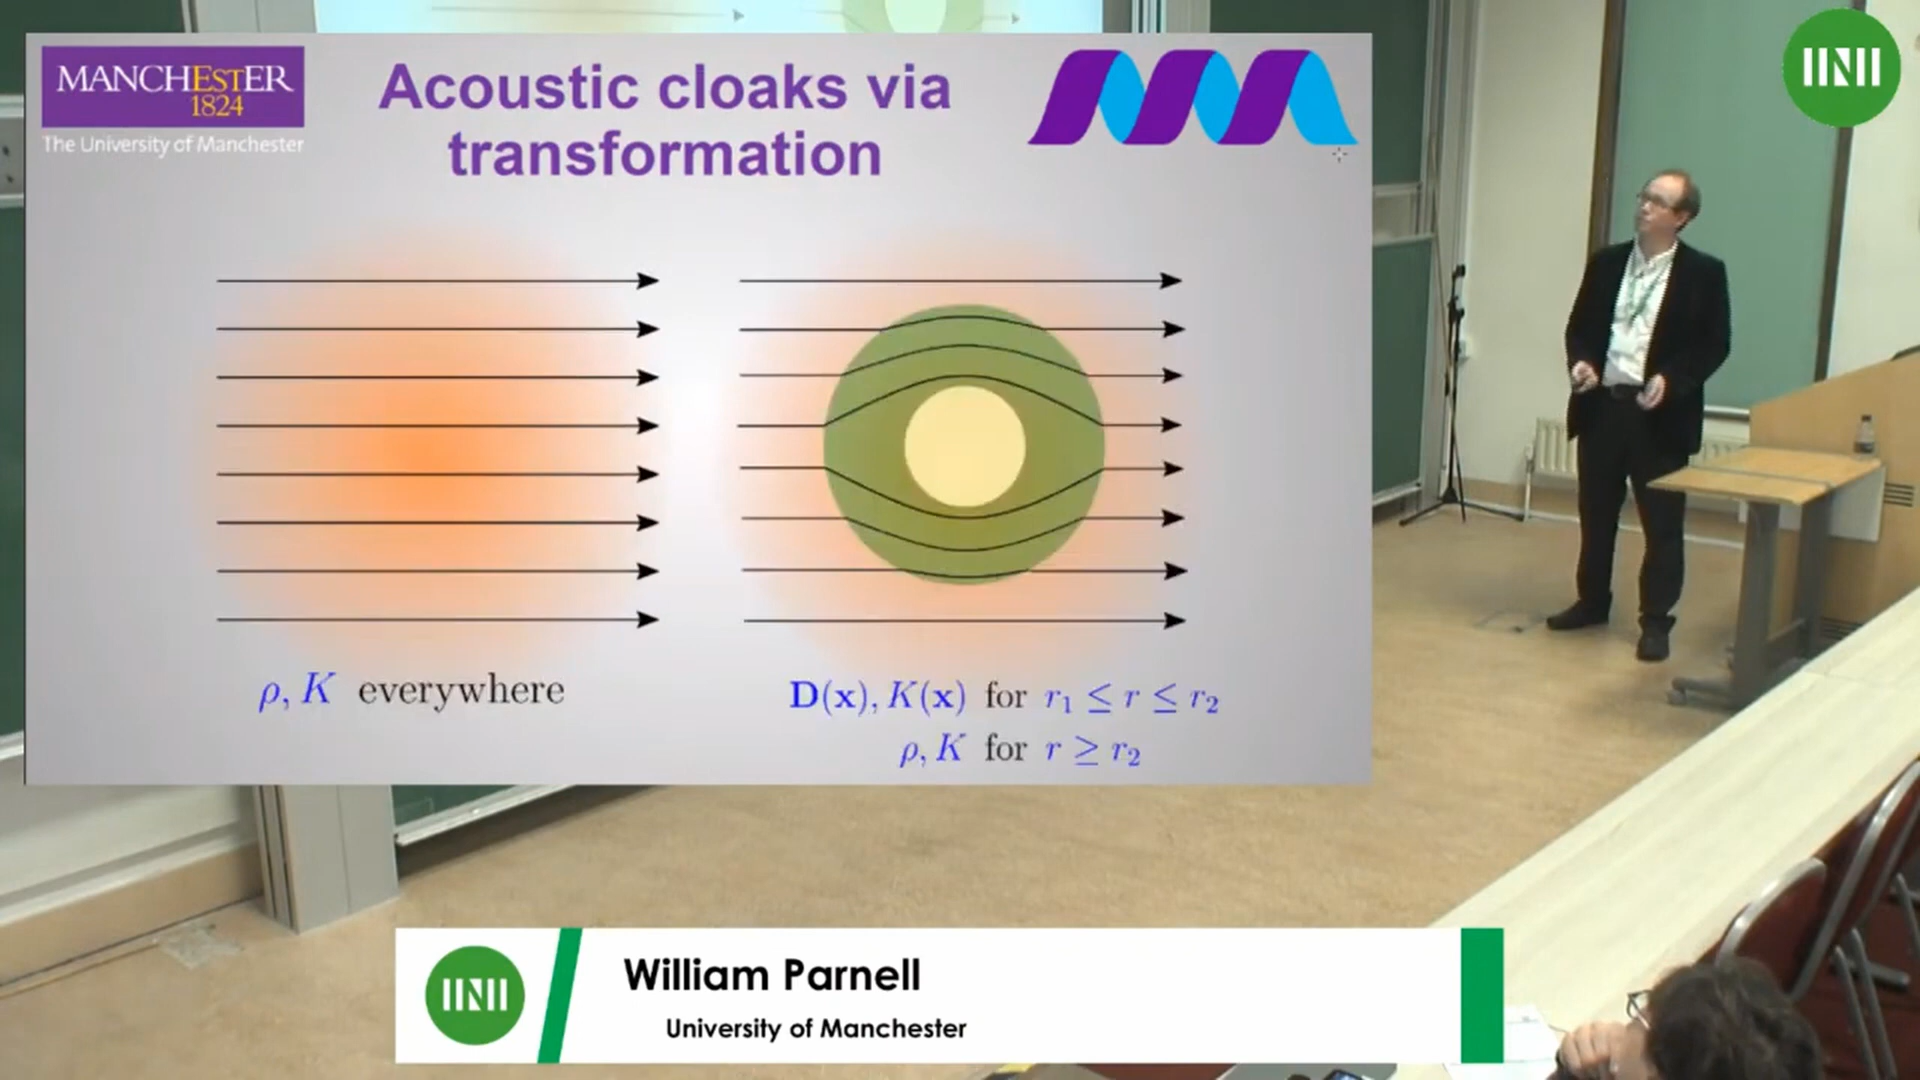 MANCHEstER
1824
The University of Manchester
Acoustic cloaks via
transformation
ρ, K everywhere
D(x), K(x) for r₁ ≤ r ≤ r₂
ρ, K for r ≥ r₂
William Parnell
University of Manchester